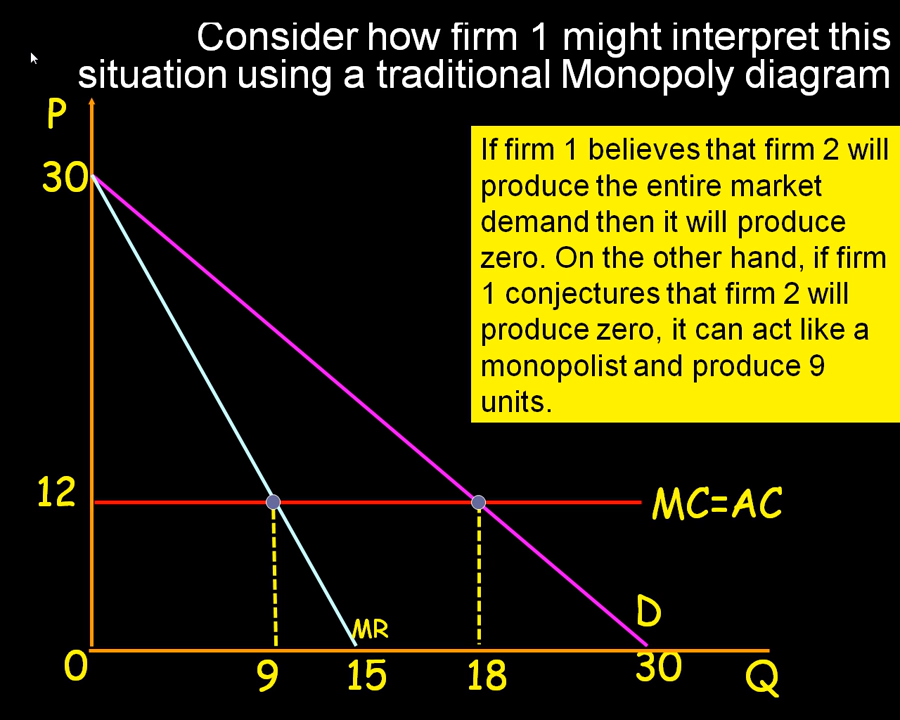 Consider how firm 1 might interpret this
situation using a traditional Monopoly diagram
P
30
If firm 1 believes that firm 2 will
produce the entire market
demand then it will produce
zero. On the other hand, if firm
1 conjectures that firm 2 will
produce zero, it can act like a
monopolist and produce 9
units.
12
MC=AC
D
MR
0
9
15
18
30
Q